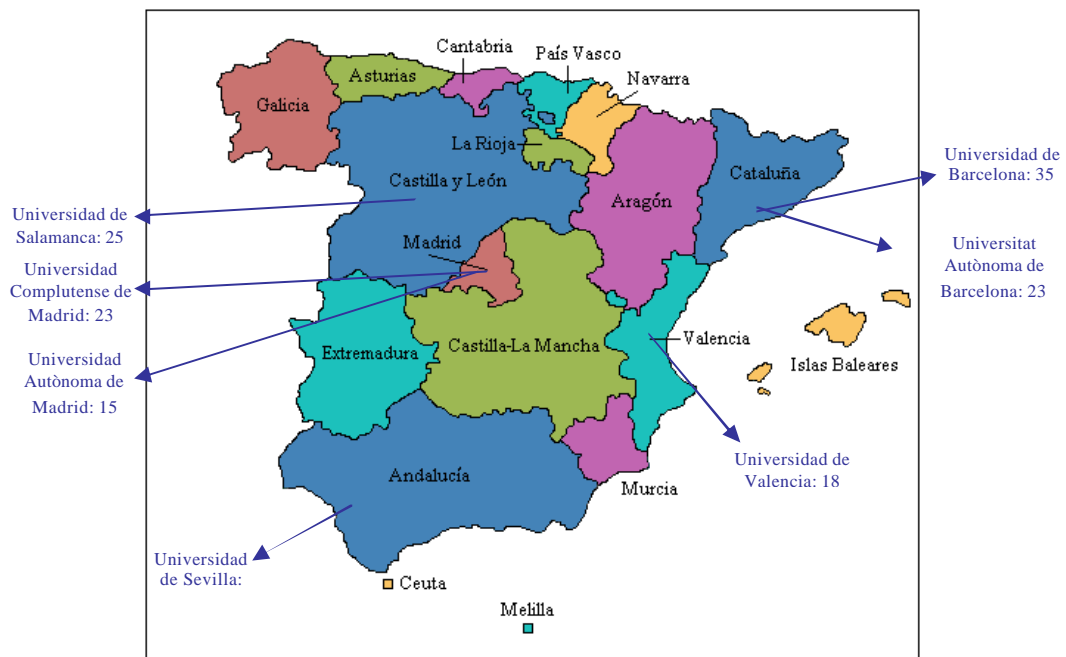 Cantabria
País Vasco
Asturias
Navarra
Galicia
La Rioja
Castilla y León
Cataluña
Aragón
Universidad de
Barcelona: 35
Universidad de
Salamanca: 25
Madrid
Universitat
Autònoma de
Barcelona: 23
Universidad
Complutense de
Madrid: 23
Extremadura
Castilla-La Mancha
Valencia
Islas Baleares
Universidad
Autònoma de
Madrid: 15
Andalucía
Murcia
Universidad de
Valencia: 18
Universidad
de Sevilla:
Ceuta
Melilla